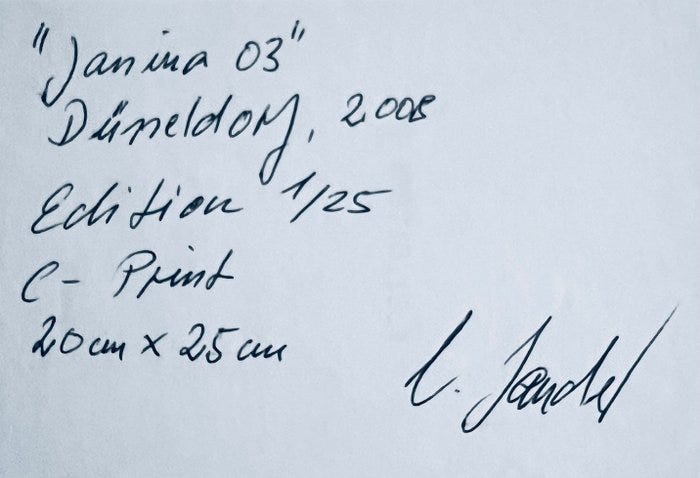 "Janina 03"
Düsseldorf, 2008
Edition 1/25
C- Print
20cm x 25cm